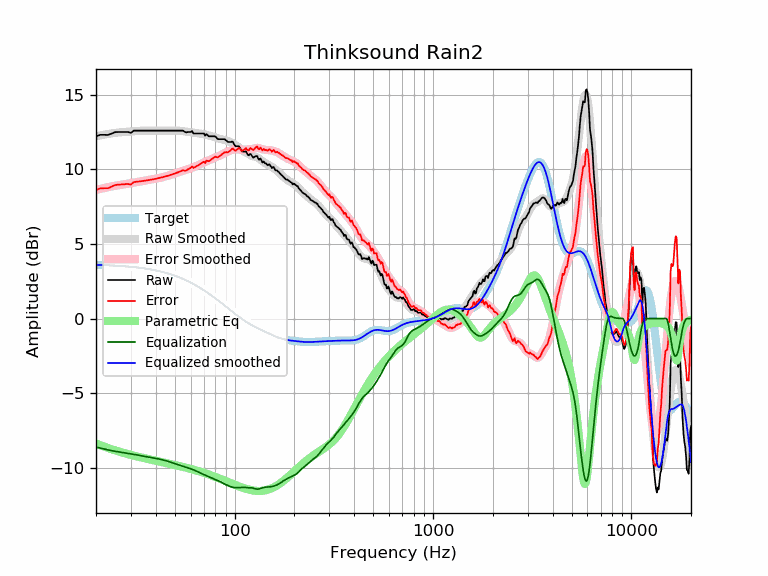 Thinksound Rain2
Amplitude (dBr)
15
10
5
0
−5
−10
Target
Raw Smoothed
Error Smoothed
Raw
Error
Parametric Eq
Equalization
Equalized smoothed
100
1000
10000
Frequency (Hz)